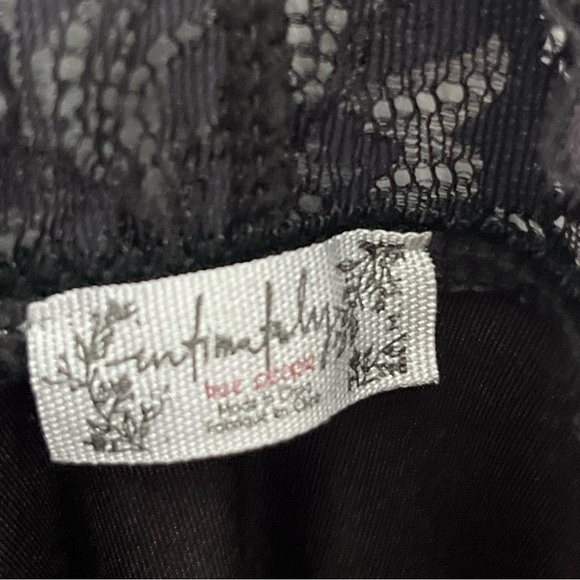 intimately
free people
Made in China
Fabriqué en Chine